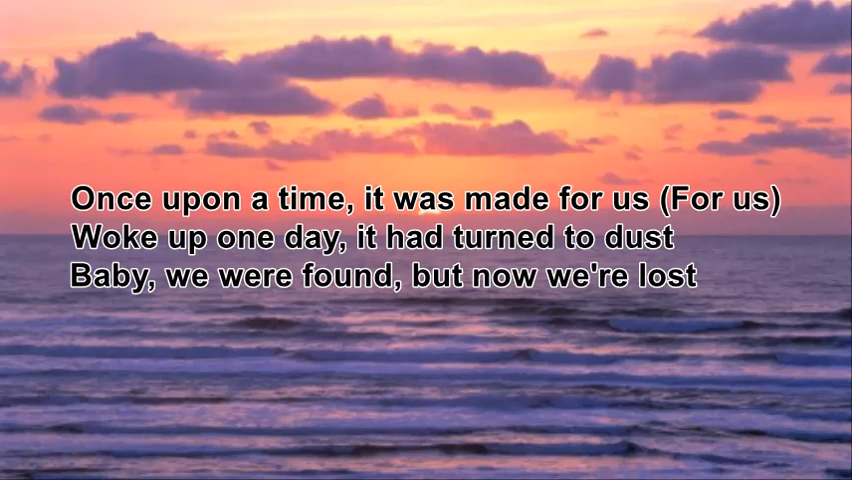 Once upon a time, it was made for us (For us)
Woke up one day, it had turned to dust
Baby, we were found, but now we're lost